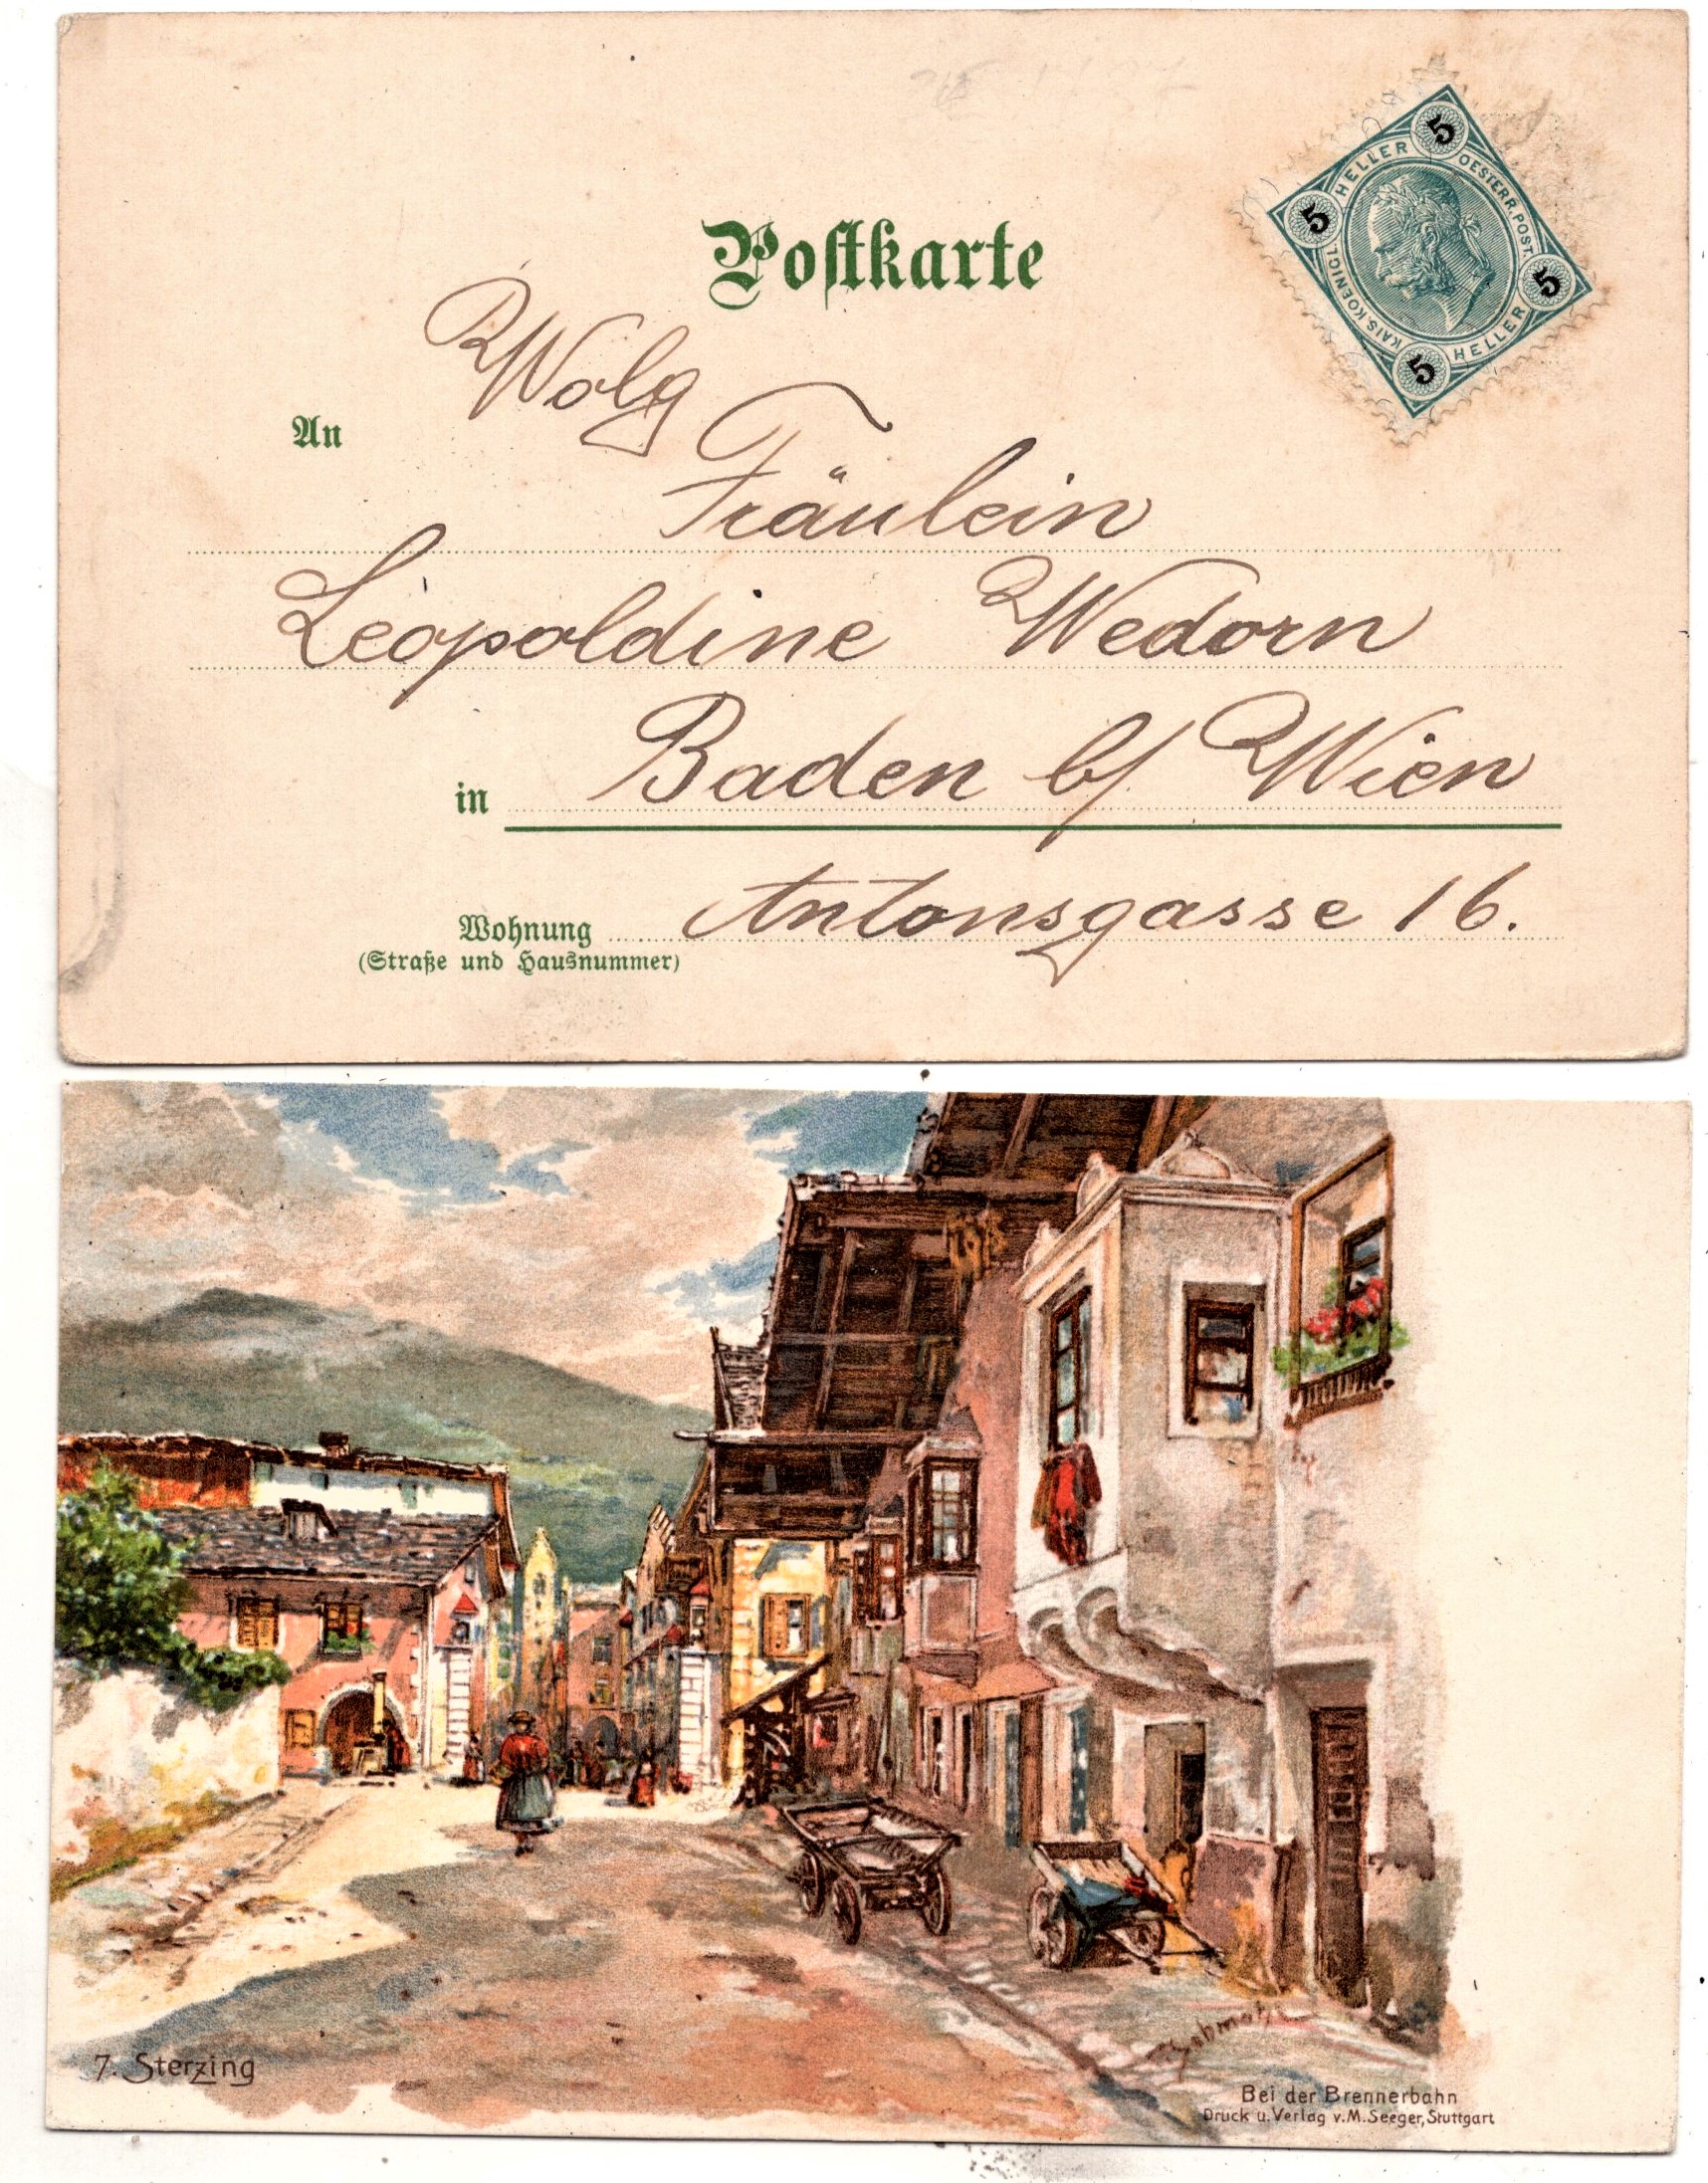 Postkarte
5
HELLER
OESTERR. POST.
5
5
KAIS. KOENIGL.
HELLER
5
Wolg
An
Fräulein
Leopoldine Wedorn
in Baden b/ Wien
Wohnung Antonsgasse 16.
(Straße und Hausnummer)
7. Sterzing
Bei der Brennerbahn
Druck u. Verlag v. M. Seeger, Stuttgart